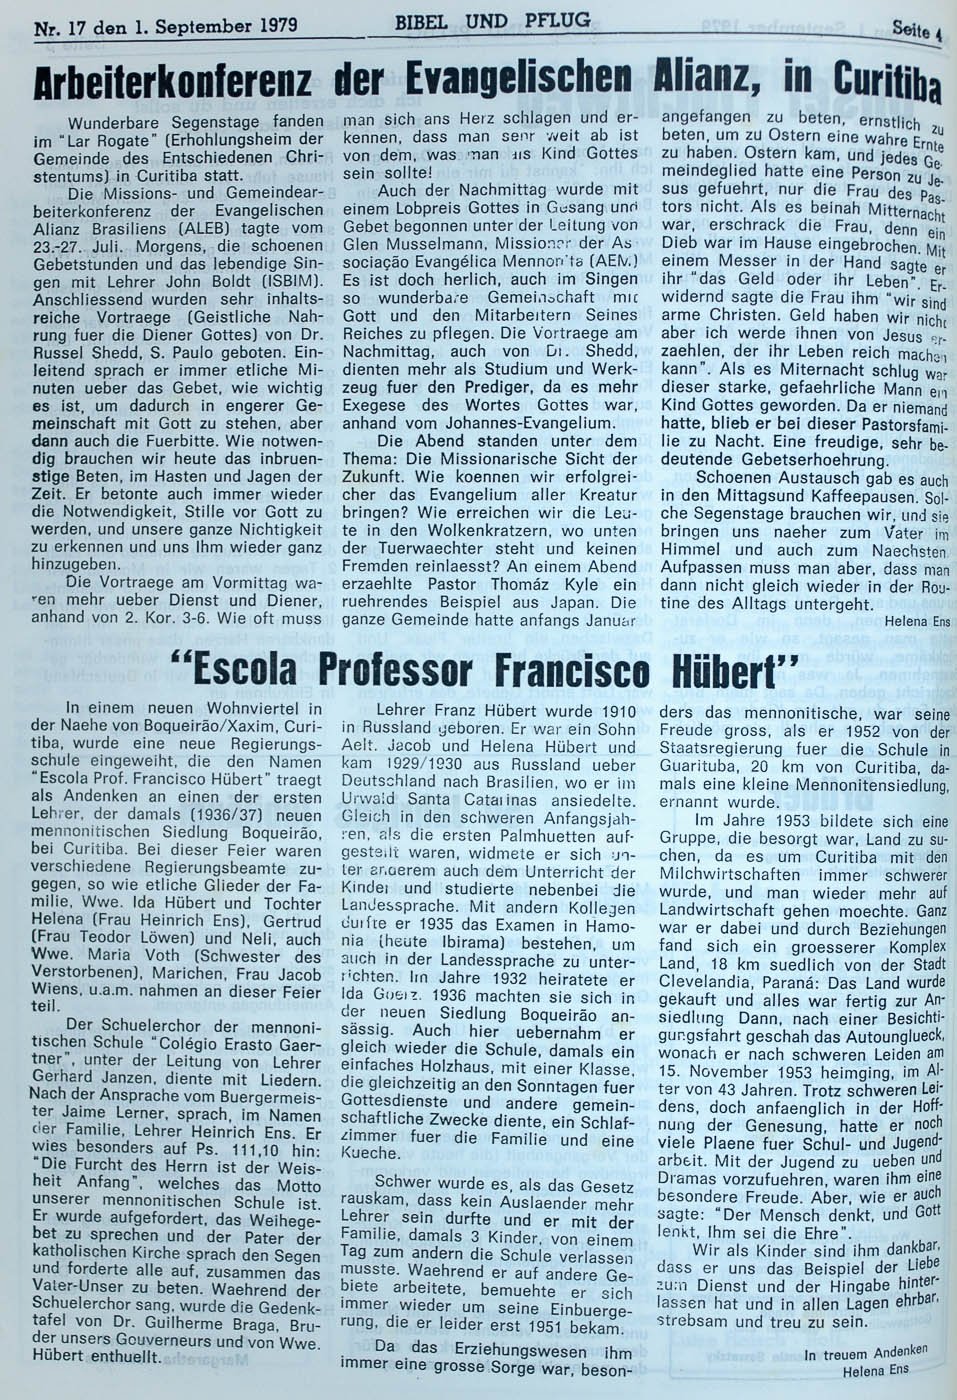 Nr. 17 den 1. September 1979
BIBEL UND PFLUG
Seite 4
Arbeiterkonferenz der Evangelischen Alianz, in Curitiba
Wunderbare Segenstage fanden
im "Lar Rogate" (Erhohlungsheim der
Gemeinde des Entschiedenen Chri-
stentums) in Curitiba statt.
Die Missions- und Gemeindear-
beiterkonferenz der Evangelischen
Alianz Brasiliens (ALEB) tagte vom
23.-27. Juli. Morgens, die schoenen
Gebetstunden und das lebendige Sin-
gen mit Lehrer John Boldt (ISBIM).
Anschliessend wurden sehr inhalts-
reiche Vortraege (Geistliche Nah-
rung fuer die Diener Gottes) von Dr.
Russel Shedd, S. Paulo geboten. Ein-
leitend sprach er immer etliche Mi-
nuten ueber das Gebet, wie wichtig
es ist, um dadurch in engerer Ge-
meinschaft mit Gott zu stehen, aber
dann auch die Fuerbitte. Wie notwen-
dig brauchen wir heute das inbruen-
stige Beten, im Hasten und Jagen der
Zeit. Er betonte auch immer wieder
die Notwendigkeit, Stille vor Gott zu
werden, und unsere ganze Nichtigkeit
zu erkennen und uns Ihm wieder ganz
hinzugeben.
Die Vortraege am Vormittag wa-
ren mehr ueber Dienst und Diener,
anhand von 2. Kor. 3-6. Wie oft muss
man sich ans Herz schlagen und er-
kennen, dass man sehr weit ab ist
von dem, was man als Kind Gottes
sein sollte!
Auch der Nachmittag wurde mit
einem Lobpreis Gottes in Gesang und
Gebet begonnen unter der Leitung von
Glen Musselmann, Missioner der As-
sociação Evangélica Mennonita (AEM.)
Es ist doch herlich, auch im Singen
so wunderbare Gemeinschaft mit
Gott und den Mitarbeitern Seines
Reiches zu pflegen. Die Vortraege am
Nachmittag, auch von Dr. Shedd,
dienten mehr als Studium und Werk-
zeug fuer den Prediger, da es mehr
Exegese des Wortes Gottes war,
anhand vom Johannes-Evangelium.
Die Abend standen unter dem
Thema: Die Missionarische Sicht der
Zukunft. Wie koennen wir erfolgrei-
cher das Evangelium aller Kreatur
bringen? Wie erreichen wir die Leu-
te in den Wolkenkratzern, wo unten
der Tuerwaechter steht und keinen
Fremden reinlaesst? An einem Abend
erzaehlte Pastor Thomáz Kyle ein
ruehrendes Beispiel aus Japan. Die
ganze Gemeinde hatte anfangs Januar
angefangen zu beten, ernstlich zu
beten, um zu Ostern eine wahre Ernte
zu haben. Ostern kam, und jedes Ge-
meindeglied hatte eine Person zu Je-
sus gefuehrt, nur die Frau des Pas-
tors nicht. Als es beinah Mitternacht
war, erschrack die Frau, denn ein
Dieb war im Hause eingebrochen. Mit
einem Messer in der Hand sagte er
ihr "das Geld oder ihr Leben". Er-
widernd sagte die Frau ihm "wir sind
arme Christen. Geld haben wir nicht
aber ich werde ihnen von Jesus er-
zaehlen, der ihr Leben reich machen
kann". Als es Miternacht schlug war
dieser starke, gefaehrliche Mann ein
Kind Gottes geworden. Da er niemand
hatte, blieb er bei dieser Pastorsfami-
lie zu Nacht. Eine freudige, sehr be-
deutende Gebetserhoehrung.
Schoenen Austausch gab es auch
in den Mittagsund Kaffeepausen. Sol-
che Segenstage brauchen wir, und sie
bringen uns naeher zum Vater im
Himmel und auch zum Naechsten.
Aufpassen muss man aber, dass man
dann nicht gleich wieder in der Rou-
tine des Alltags untergeht.
Helena Ens
"Escola Professor Francisco Hübert"
In einem neuen Wohnviertel in
der Naehe von Boqueirão/Xaxim, Curi-
tiba, wurde eine neue Regierungs-
schule eingeweiht, die den Namen
"Escola Prof. Francisco Hübert" traegt
als Andenken an einen der ersten
Lehrer, der damals (1936/37) neuen
mennonitischen Siedlung Boqueirão,
bei Curitiba. Bei dieser Feier waren
verschiedene Regierungsbeamte zu-
gegen, so wie etliche Glieder der Fa-
milie, Wwe. Ida Hübert und Tochter
Helena (Frau Heinrich Ens), Gertrud
(Frau Teodor Löwen) und Neli, auch
Wwe. Maria Voth (Schwester des
Verstorbenen), Marichen, Frau Jacob
Wiens, u.a.m. nahmen an dieser Feier
teil.
Der Schuelerchor der mennoni-
tischen Schule "Colégio Erasto Gaer-
tner", unter der Leitung von Lehrer
Gerhard Janzen, diente mit Liedern.
Nach der Ansprache vom Buergermeis-
ter Jaime Lerner, sprach, im Namen
der Familie, Lehrer Heinrich Ens. Er
wies besonders auf Ps. 111,10 hin:
"Die Furcht des Herrn ist der Weis-
heit Anfang", welches das Motto
unserer mennonitischen Schule ist.
Er wurde aufgefordert, das Weihege-
bet zu sprechen und der Pater der
katholischen Kirche sprach den Segen
und forderte alle auf, zusammen das
Vater-Unser zu beten. Waehrend der
Schuelerchor sang, wurde die Gedenk-
tafel von Dr. Guilherme Braga, Bru-
der unsers Gouverneurs und von Wwe.
Hübert enthuellt.
Lehrer Franz Hübert wurde 1910
in Russland geboren. Er war ein Sohn
Aelt. Jacob und Helena Hübert und
kam 1929/1930 aus Russland ueber
Deutschland nach Brasilien, wo er im
Urwald Santa Catarinas ansiedelte.
Gleich in den schweren Anfangsjah-
ren, als die ersten Palmhuetten auf-
gestellt waren, widmete er sich un-
ter anderem auch dem Unterricht der
Kinder und studierte nebenbei die
Landessprache. Mit andern Kollegen
durfte er 1935 das Examen in Hamo-
nia (heute Ibirama) bestehen, um
auch in der Landessprache zu unter-
richten. Im Jahre 1932 heiratete er
Ida Goerz. 1936 machten sie sich in
der neuen Siedlung Boqueirão an-
sässig. Auch hier uebernahm er
gleich wieder die Schule, damals ein
einfaches Holzhaus, mit einer Klasse,
die gleichzeitig an den Sonntagen fuer
Gottesdienste und andere gemein-
schaftliche Zwecke diente, ein Schlaf-
zimmer fuer die Familie und eine
Kueche.
Schwer wurde es, als das Gesetz
rauskam, dass kein Auslaender mehr
Lehrer sein durfte und er mit der
Familie, damals 3 Kinder, von einem
Tag zum andern die Schule verlassen
musste. Waehrend er auf andere Ge-
biete arbeitete, bemuehte er sich
immer wieder um seine Einbuerge-
rung, die er leider erst 1951 bekam.
Da das Erziehungswesen ihm
immer eine grosse Sorge war, beson-
ders das mennonitische, war seine
Freude gross, als er 1952 von der
Staatsregierung fuer die Schule in
Guarituba, 20 km von Curitiba, da-
mals eine kleine Mennonitensiedlung,
ernannt wurde.
Im Jahre 1953 bildete sich eine
Gruppe, die besorgt war, Land zu su-
chen, da es um Curitiba mit den
Milchwirtschaften immer schwerer
wurde, und man wieder mehr auf
Landwirtschaft gehen moechte. Ganz
war er dabei und durch Beziehungen
fand sich ein groesserer Komplex
Land, 18 km suedlich von der Stadt
Clevelandia, Paraná: Das Land wurde
gekauft und alles war fertig zur An-
siedlung Dann, nach einer Besichti-
gungsfahrt geschah das Autounglueck,
wonach er nach schweren Leiden am
15. November 1953 heimging, im Al-
ter von 43 Jahren. Trotz schweren Lei-
dens, doch anfaenglich in der Hoff-
nung der Genesung, hatte er noch
viele Plaene fuer Schul- und Jugend-
arbeit. Mit der Jugend zu ueben und
Dramas vorzufuehren, waren ihm eine
besondere Freude. Aber, wie er auch
sagte: "Der Mensch denkt, und Gott
lenkt, Ihm sei die Ehre".
Wir als Kinder sind ihm dankbar,
dass er uns das Beispiel der Liebe
zum Dienst und der Hingabe hinter-
lassen hat und in allen Lagen ehrbar,
strebsam und treu zu sein.
In treuem Andenken
Helena Ens